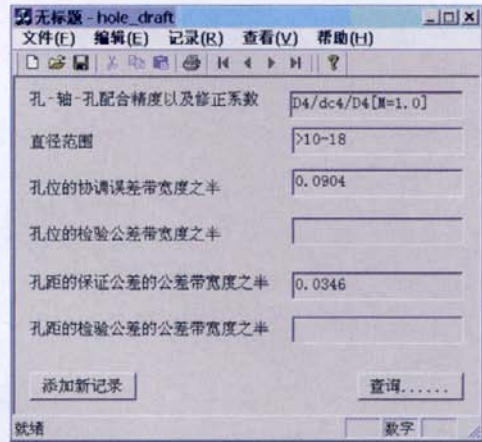 无标题 - hole_draft
文件(F) 编辑(E) 记录(R) 查看(V) 帮助(H)
孔-轴-孔配合精度以及修正系数 D4/dc4/D4[M=1.0]
直径范围 >10-18
孔位的协调误差带宽度之半 0.0904
孔位的检验公差带宽度之半
孔距的保证公差的公差带宽度之半 0.0346
孔距的检验公差的公差带宽度之半
添加新记录 查询......
就绪 数字